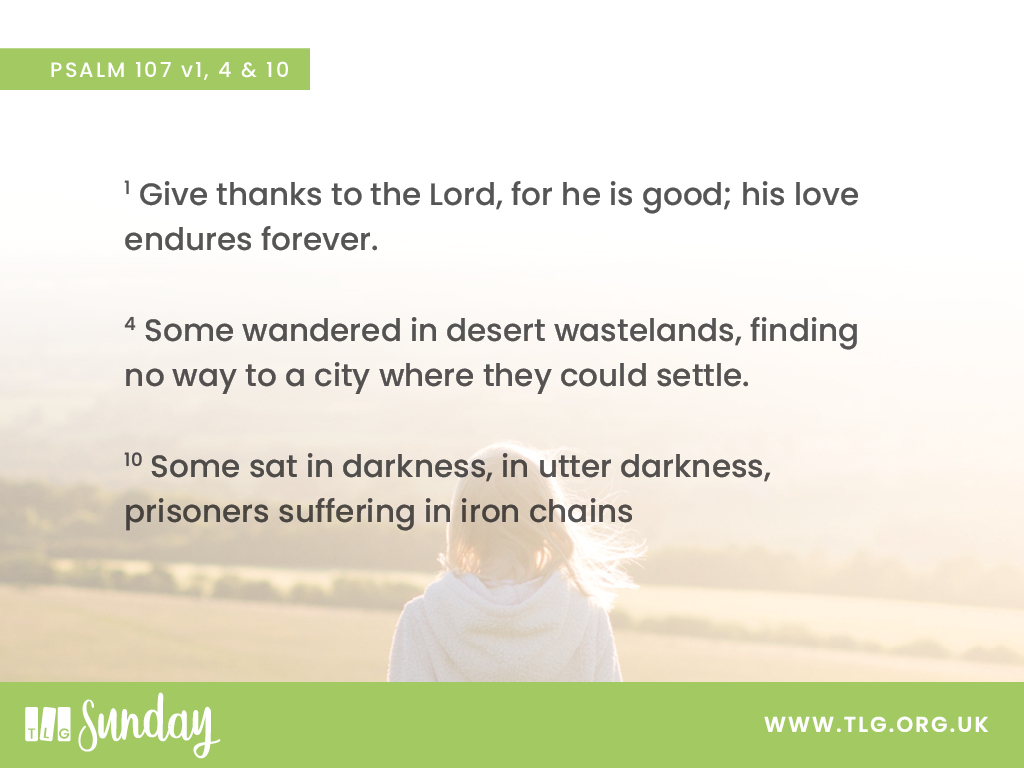 PSALM 107 v1, 4 & 10
1 Give thanks to the Lord, for he is good; his love
endures forever.
4 Some wandered in desert wastelands, finding
no way to a city where they could settle.
10 Some sat in darkness, in utter darkness,
prisoners suffering in iron chains
TLG Sunday
WWW.TLG.ORG.UK